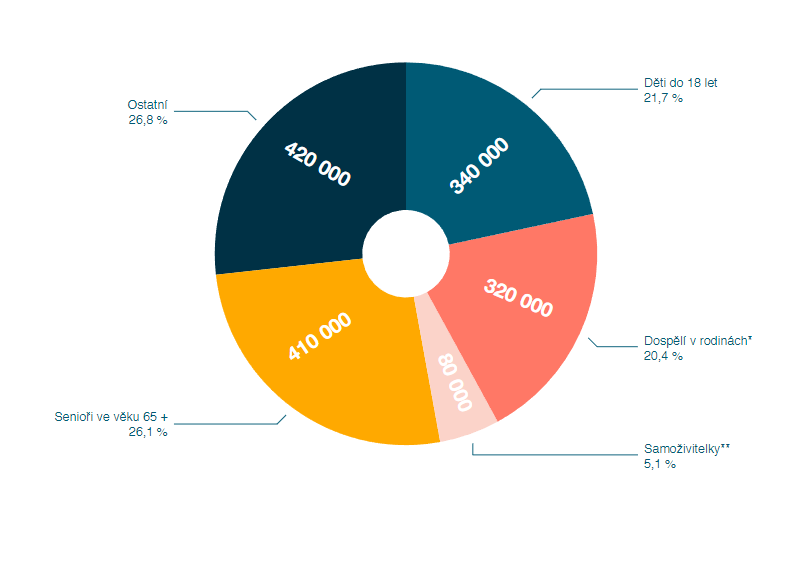 Děti do 18 let
21,7 %
Ostatní
26,8 %
420 000
340 000
320 000
410 000
80 000
Dospělí v rodinách*
20,4 %
Senioři ve věku 65 +
26,1 %
Samoživitelky**
5,1 %